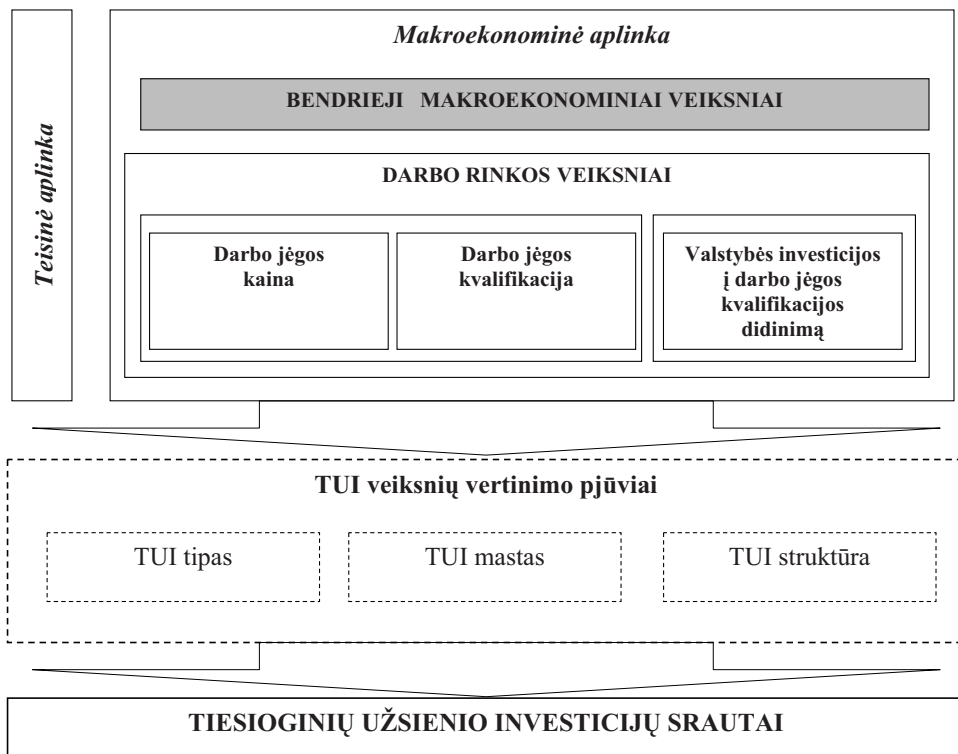 Teisinė aplinka
Makroekonominė aplinka
BENDRIEJI MAKROEKONOMINIAI VEIKSNIAI
DARBO RINKOS VEIKSNIAI
Darbo jėgos
kaina
Darbo jėgos
kvalifikacija
Valstybės investicijos
į darbo jėgos
kvalifikacijos
didinimą
TUI veiksnių vertinimo pjūviai
TUI tipas
TUI mastas
TUI struktūra
TIESIOGINIŲ UŽSIENIO INVESTICIJŲ SRAUTAI